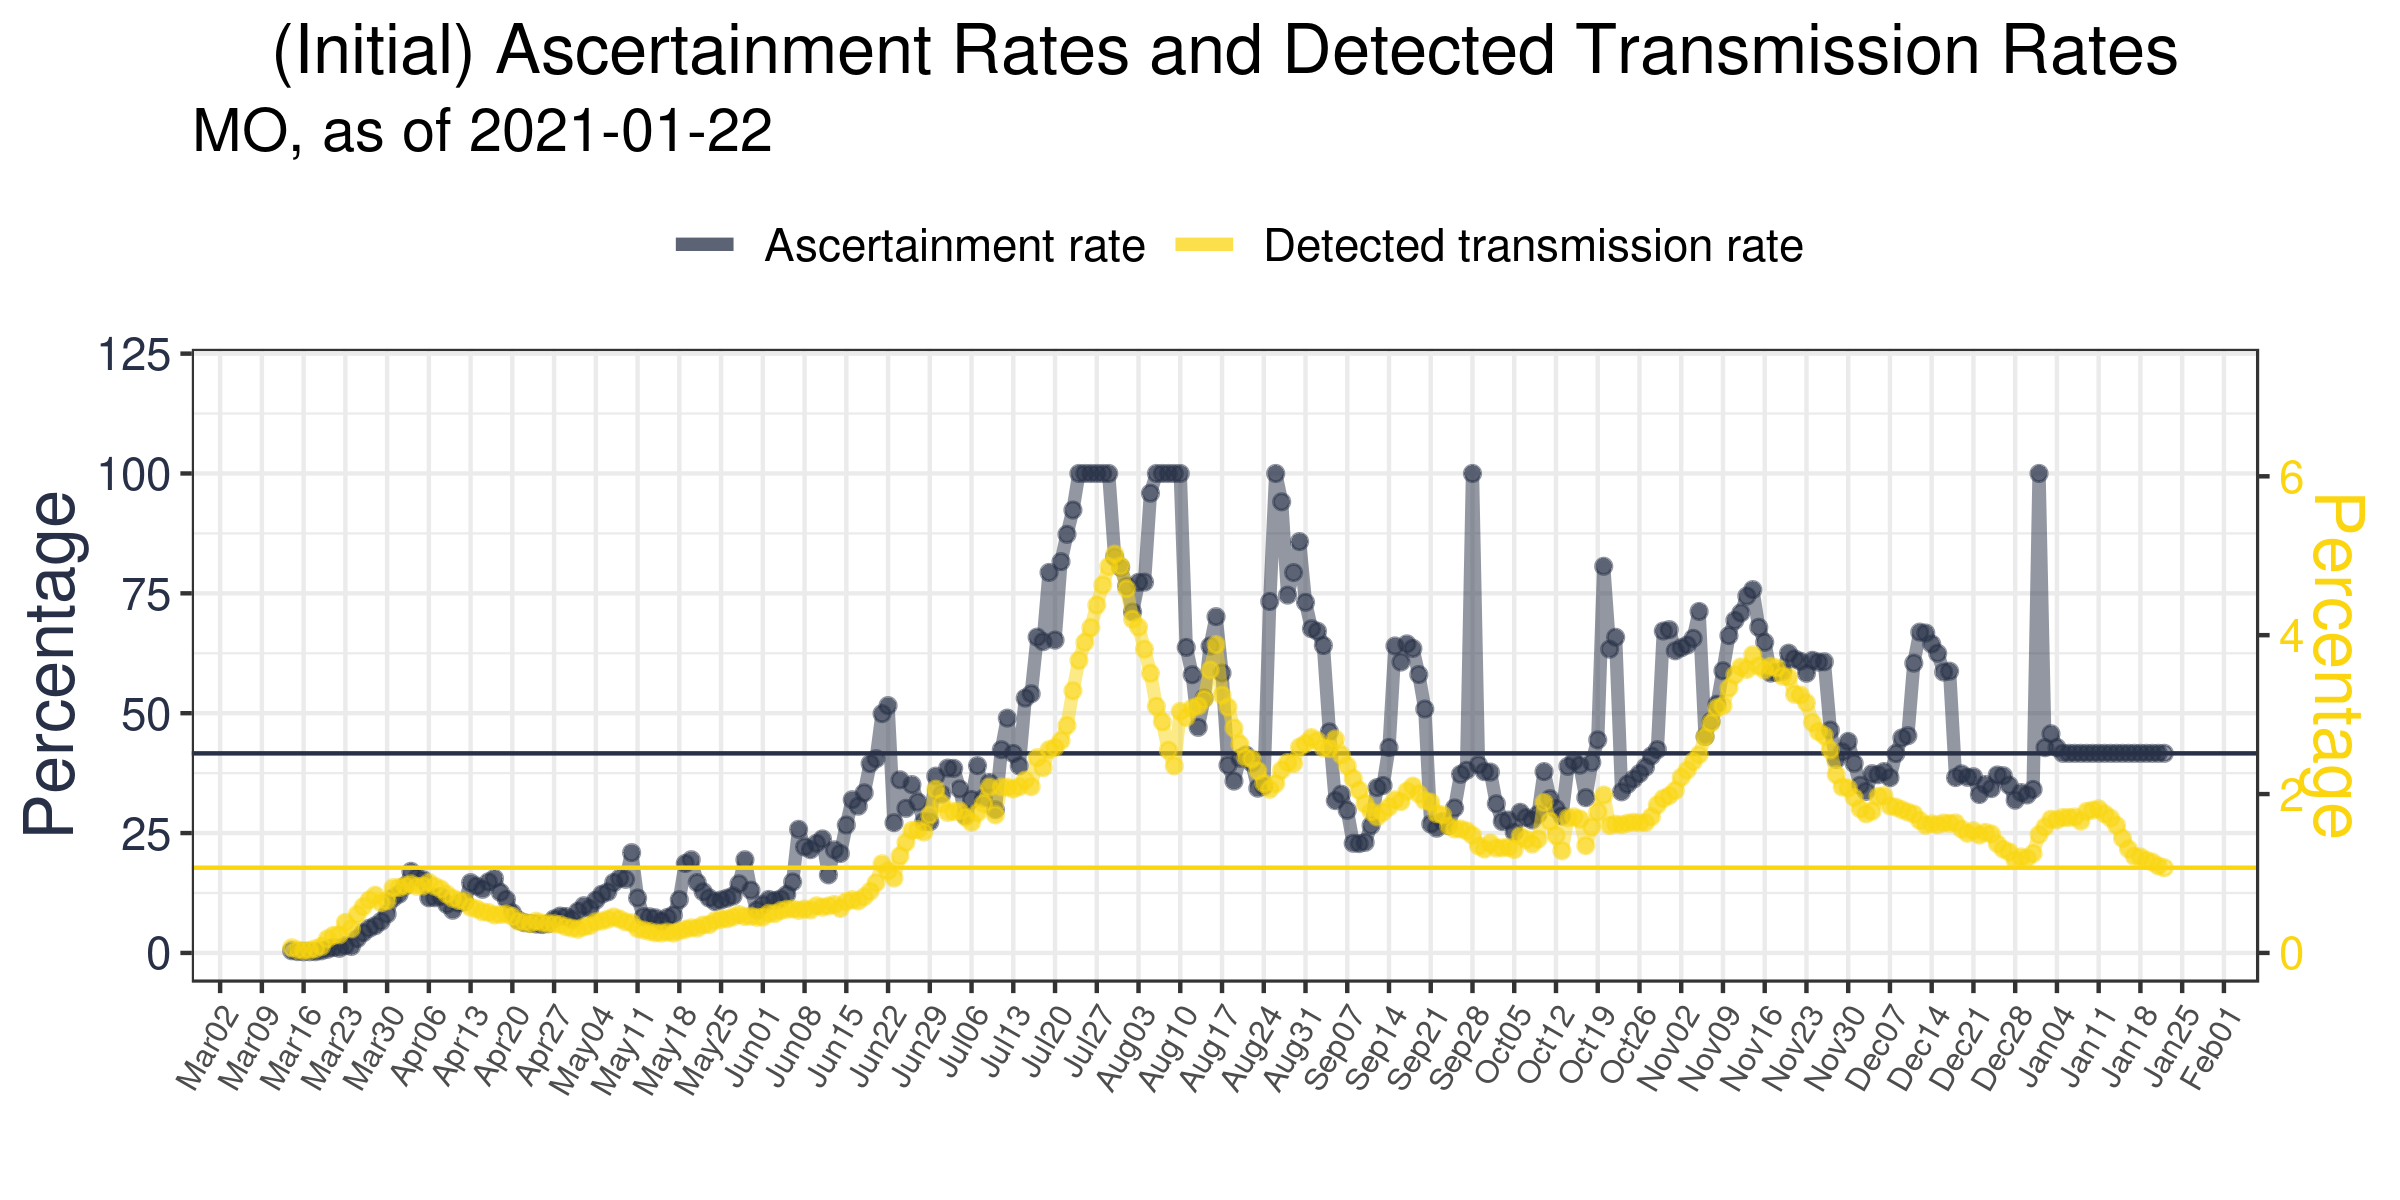 (Initial) Ascertainment Rates and Detected Transmission Rates
MO, as of 2021-01-22
Ascertainment rate
Detected transmission rate
Percentage
125
100
75
50
25
0
6
4
2
0
Percentage
Mar02
Mar09
Mar16
Mar23
Mar30
Apr06
Apr13
Apr20
Apr27
May04
May11
May18
May25
Jun01
Jun08
Jun15
Jun22
Jun29
Jul06
Jul13
Jul20
Jul27
Aug03
Aug10
Aug17
Aug24
Aug31
Sep07
Sep14
Sep21
Sep28
Oct05
Oct12
Oct19
Oct26
Nov02
Nov09
Nov16
Nov23
Nov30
Dec07
Dec14
Dec21
Dec28
Jan04
Jan11
Jan18
Jan25
Feb01